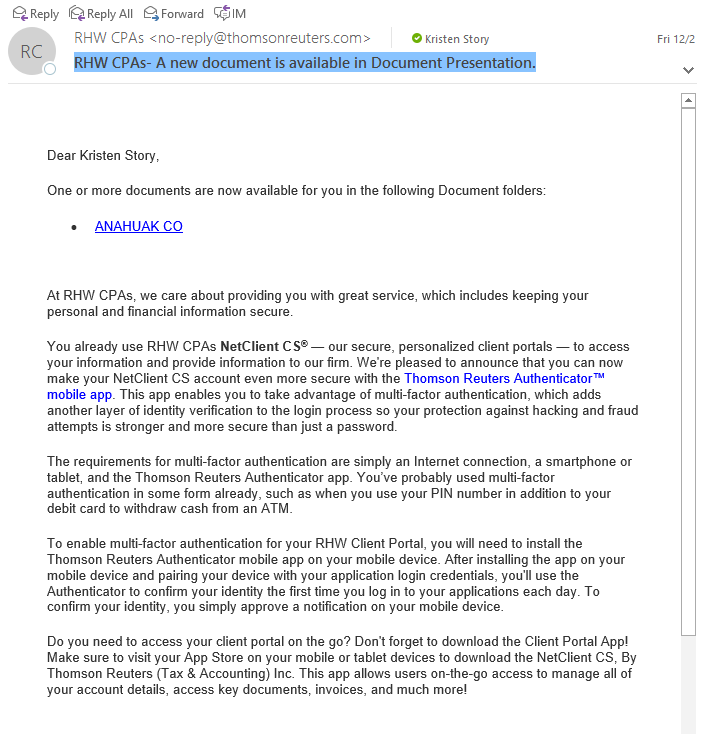 Reply Reply All Forward IM
RC
RHW CPAs <no-reply@thomsonreuters.com>
Kristen Story
Fri 12/2
RHW CPAs- A new document is available in Document Presentation.
Dear Kristen Story,
One or more documents are now available for you in the following Document folders:
• ANAHUAK CO
At RHW CPAs, we care about providing you with great service, which includes keeping your
personal and financial information secure.
You already use RHW CPAs NetClient CS® — our secure, personalized client portals — to access
your information and provide information to our firm. We're pleased to announce that you can now
make your NetClient CS account even more secure with the Thomson Reuters Authenticator™
mobile app. This app enables you to take advantage of multi-factor authentication, which adds
another layer of identity verification to the login process so your protection against hacking and fraud
attempts is stronger and more secure than just a password.
The requirements for multi-factor authentication are simply an Internet connection, a smartphone or
tablet, and the Thomson Reuters Authenticator app. You've probably used multi-factor
authentication in some form already, such as when you use your PIN number in addition to your
debit card to withdraw cash from an ATM.
To enable multi-factor authentication for your RHW Client Portal, you will need to install the
Thomson Reuters Authenticator mobile app on your mobile device. After installing the app on your
mobile device and pairing your device with your application login credentials, you'll use the
Authenticator to confirm your identity the first time you log in to your applications each day. To
confirm your identity, you simply approve a notification on your mobile device.
Do you need to access your client portal on the go? Don't forget to download the Client Portal App!
Make sure to visit your App Store on your mobile or tablet devices to download the NetClient CS, By
Thomson Reuters (Tax & Accounting) Inc. This app allows users on-the-go access to manage all of
your account details, access key documents, invoices, and much more!